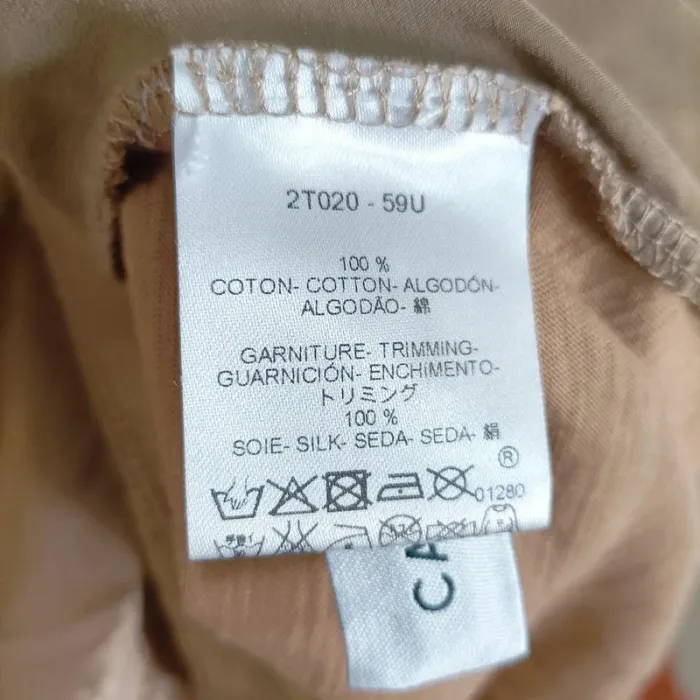 2T020 - 59U
100 %
COTON- COTTON- ALGODÓN-
ALGODÃO- 綿
GARNITURE- TRIMMING-
GUARNICIÓN- ENCHIMENTO-
トリミング
100 %
SOIE- SILK- SEDA- SEDA- 絹
®
01280
CA